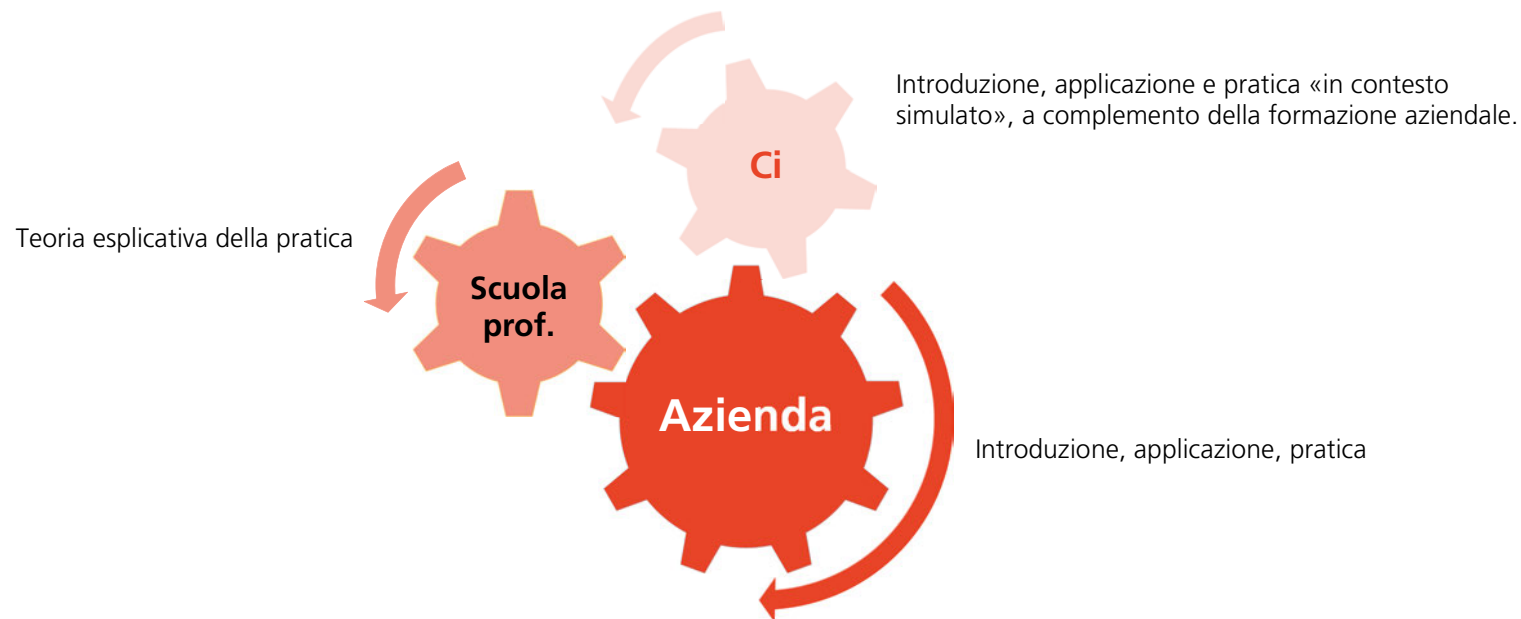 Introduzione, applicazione e pratica «in contesto
simulato», a complemento della formazione aziendale.
Ci
Teoria esplicativa della pratica
Scuola
prof.
Azienda
Introduzione, applicazione, pratica